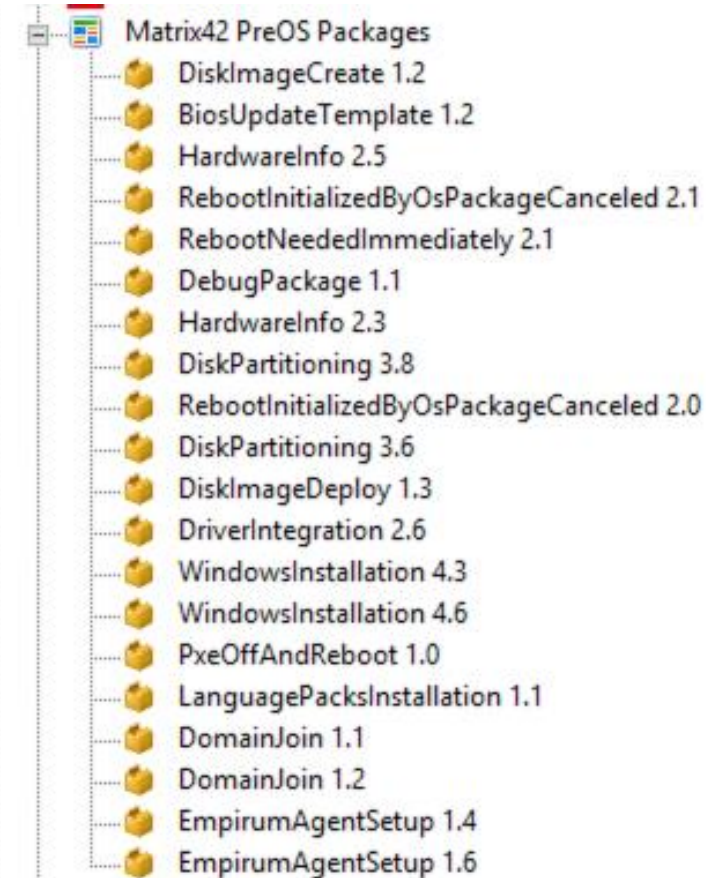 Matrix42 PreOS Packages
DiskImageCreate 1.2
BiosUpdateTemplate 1.2
HardwareInfo 2.5
RebootInitializedByOsPackageCanceled 2.1
RebootNeededImmediately 2.1
DebugPackage 1.1
HardwareInfo 2.3
DiskPartitioning 3.8
RebootInitializedByOsPackageCanceled 2.0
DiskPartitioning 3.6
DiskImageDeploy 1.3
DriverIntegration 2.6
WindowsInstallation 4.3
WindowsInstallation 4.6
PxeOffAndReboot 1.0
LanguagePacksInstallation 1.1
DomainJoin 1.1
DomainJoin 1.2
EmpirumAgentSetup 1.4
EmpirumAgentSetup 1.6